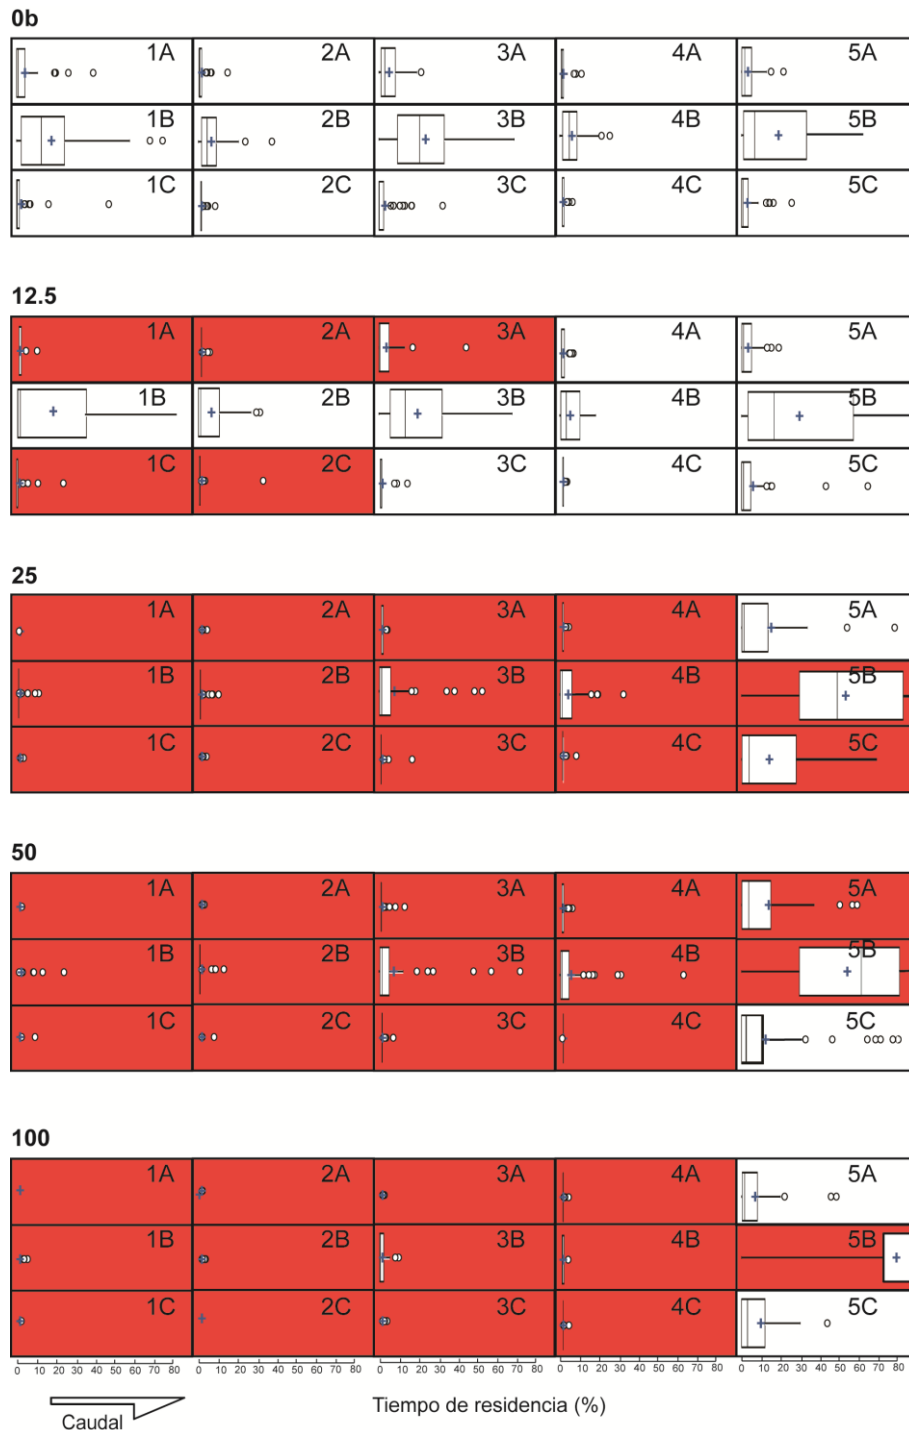 0b
1A 2A 3A 4A 5A
1B 2B 3B 4B 5B
1C 2C 3C 4C 5C
12.5
1A 2A 3A 4A 5A
1B 2B 3B 4B 5B
1C 2C 3C 4C 5C
25
1A 2A 3A 4A 5A
1B 2B 3B 4B 5B
1C 2C 3C 4C 5C
50
1A 2A 3A 4A 5A
1B 2B 3B 4B 5B
1C 2C 3C 4C 5C
100
1A 2A 3A 4A 5A
1B 2B 3B 4B 5B
1C 2C 3C 4C 5C
0 10 20 30 40 50 60 70 80 0 10 20 30 40 50 60 70 80 0 10 20 30 40 50 60 70 80 0 10 20 30 40 50 60 70 80 0 10 20 30 40 50 60 70 80
Tiempo de residencia (%)
Caudal